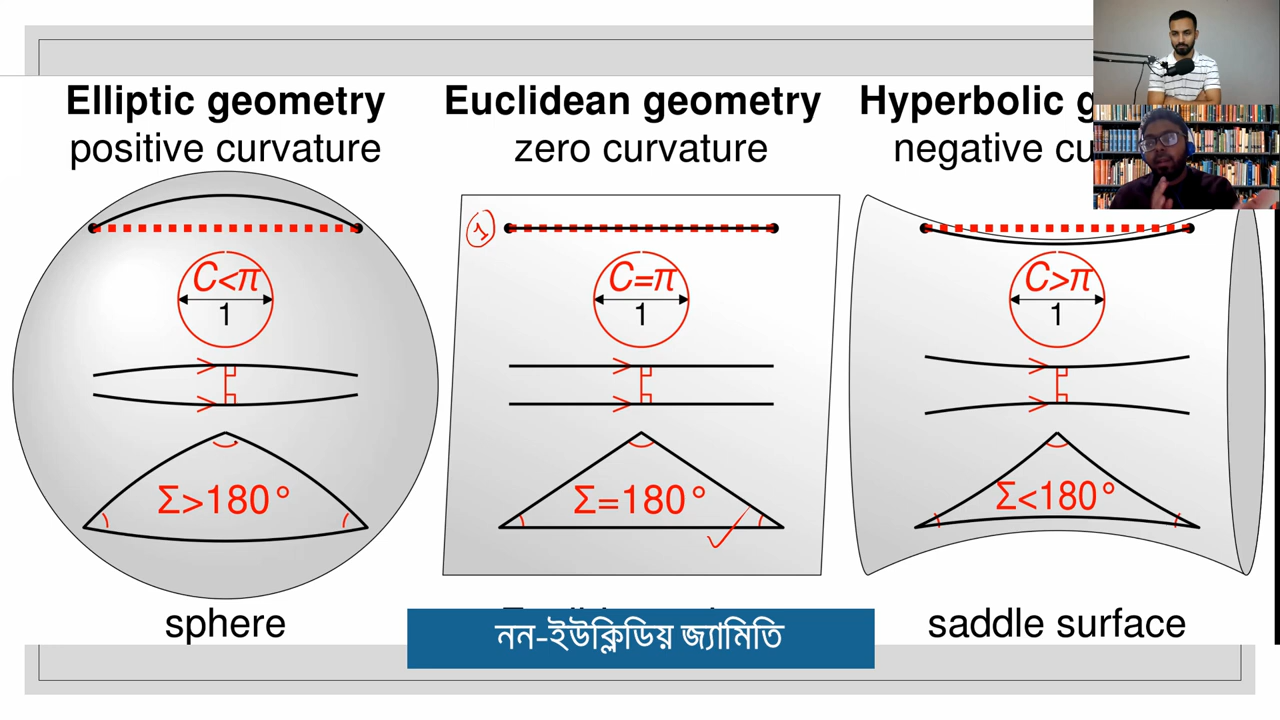 Elliptic geometry
positive curvature
C<π
1
Σ>180°
sphere
Euclidean geometry
zero curvature
1
C=π
1
Σ=180°
Hyperbolic
negative
C>π
1
Σ<180°
saddle surface
নন-ইউক্লিডিয় জ্যামিতি